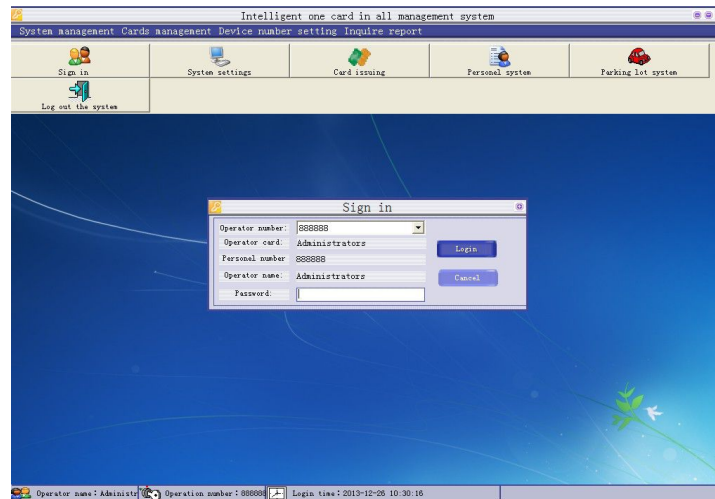 Intelligent one card in all management system
System management Cards management Device number setting Inquire report
Sign in
System settings
Card issuing
Personel system
Parking lot system
Log out the system
Sign in
Operator number: 888888
Operator card: Administrators
Login
Personel number 888888
Operator name: Administrators
Cancel
Password:
Operator name: Administr Operation number: 888888 Login time: 2013-12-26 10:30:16